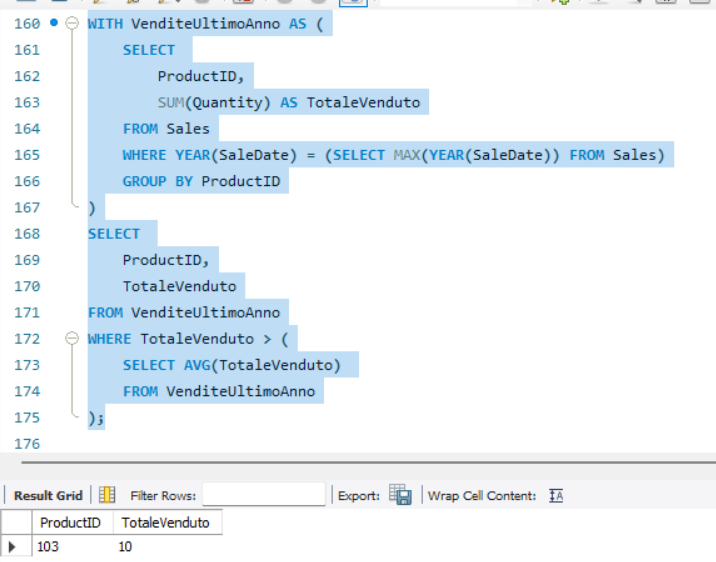 160 WITH VenditeUltimoAnno AS (
161 SELECT
162 ProductID,
163 SUM(Quantity) AS TotaleVenduto
164 FROM Sales
165 WHERE YEAR(SaleDate) = (SELECT MAX(YEAR(SaleDate)) FROM Sales)
166 GROUP BY ProductID
167 )
168 SELECT
169 ProductID,
170 TotaleVenduto
171 FROM VenditeUltimoAnno
172 WHERE TotaleVenduto > (
173 SELECT AVG(TotaleVenduto)
174 FROM VenditeUltimoAnno
175 );
176
Result Grid Filter Rows: Export: Wrap Cell Content:
ProductID TotaleVenduto
103 10